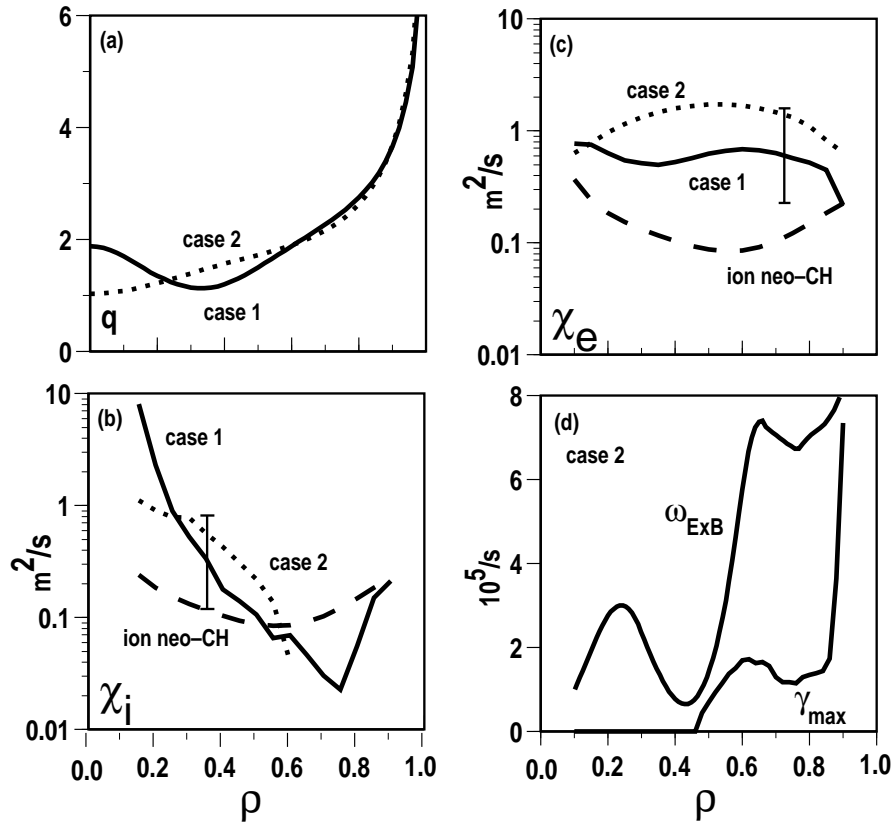 6
4
2
0
(a)
case 2
case 1
q
10
1
0.1
0.01
m²/s
(c)
case 2
case 1
ion neo–CH
χe
10
1
0.1
0.01
m²/s
(b)
case 1
case 2
ion neo–CH
χi
0.0 0.2 0.4 0.6 0.8 1.0
ρ
8
6
4
2
0
10⁵/s
(d)
case 2
ωExB
γmax
0.0 0.2 0.4 0.6 0.8 1.0
ρ